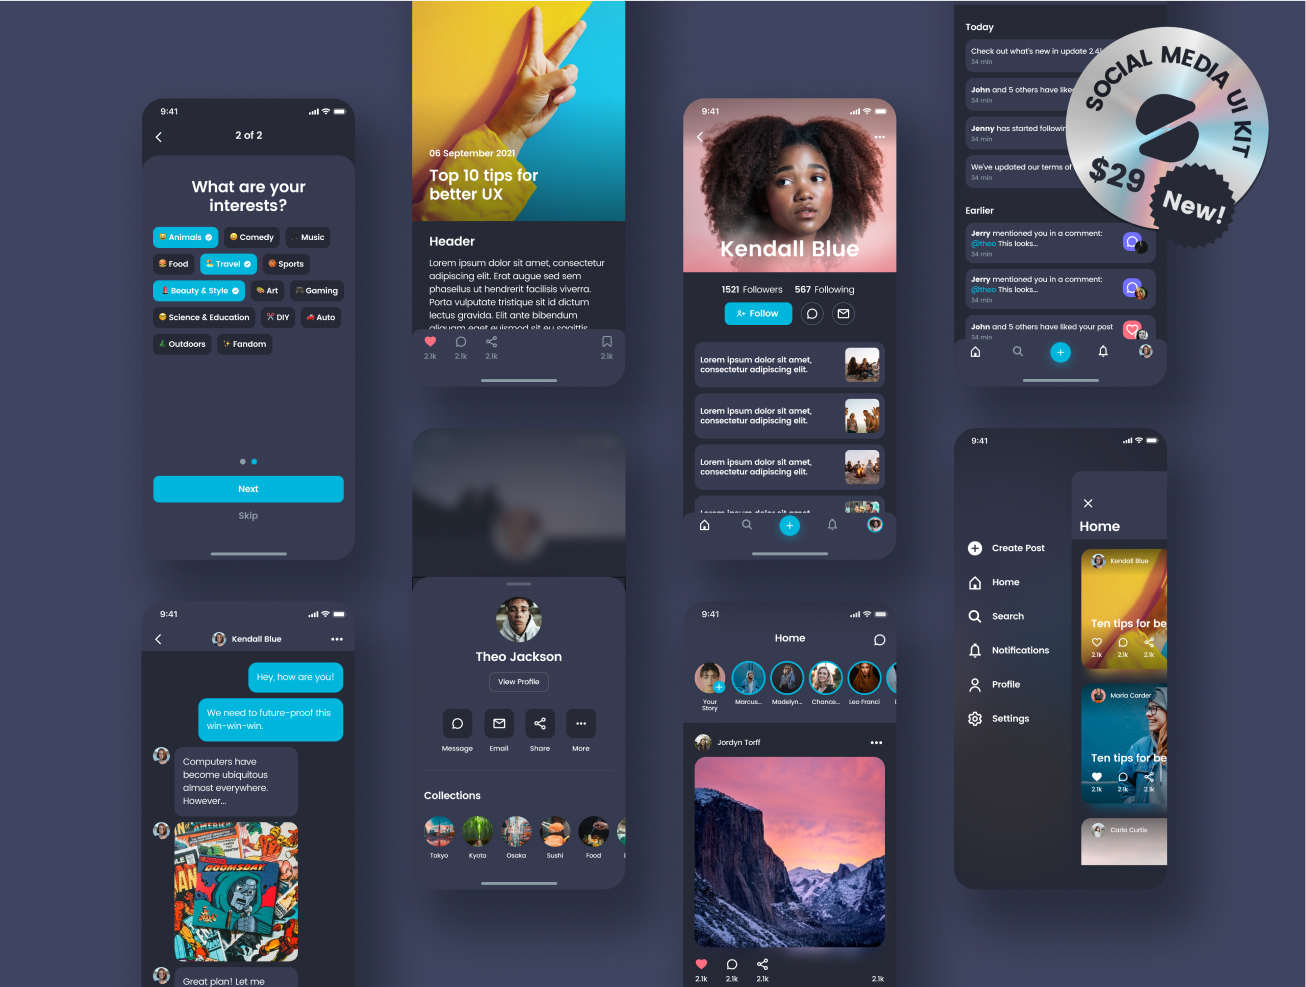 9:41
2 of 2
What are your
interests?
Animals
Comedy
Music
Food
Travel
Sports
Beauty & Style
Art
Gaming
Science & Education
DIY
Auto
Outdoors
Fandom
Next
Skip
9:41
Kendall Blue
Hey, how are you!
We need to future-proof this
win-win-win.
Computers have
become ubiquitous
almost everywhere.
However...
DOOMSDAY
Great plan! Let me
06 September 2021
Top 10 tips for
better UX
Header
Lorem ipsum dolor sit amet, consectetur
adipiscing elit. Erat augue sed sem
phasellus ut hendrerit facilisis viverra.
Porta vulputate tristique sit id dictum
lectus gravida. Elit ante bibendum
aliquam eget euismod sit eu sagittis
2.1k
2.1k
2.1k
2.1k
Theo Jackson
View Profile
Message
Email
Share
More
Collections
Tokyo
Kyoto
Osaka
Sushi
Food
9:41
Kendall Blue
1521 Followers
567 Following
Follow
Lorem ipsum dolor sit amet,
consectetur adipiscing elit.
Lorem ipsum dolor sit amet,
consectetur adipiscing elit.
Lorem ipsum dolor sit amet,
consectetur adipiscing elit.
Lorem ipsum dolor sit amet,
9:41
Home
Your
Story
Marcus...
Madelyn...
Chance...
Leo Franci
Jordyn Torff
2.1k
2.1k
2.1k
2.1k
Today
Check out what's new in update 2.4!
34 min
John and 5 others have liked
34 min
Jenny has started followin
34 min
We've updated our terms of
34 min
Earlier
Jerry mentioned you in a comment:
@theo This looks...
34 min
Jerry mentioned you in a comment:
@theo This looks...
34 min
John and 5 others have liked your post
34 min
SOCIAL MEDIA UI KIT
$29
New!
9:41
Create Post
Home
Search
Notifications
Profile
Settings
Home
Kendall Blue
Ten tips for be
2.1k
2.1k
2.1k
Maria Corder
Ten tips for be
2.1k
2.1k
2.1k
Carla Curtis